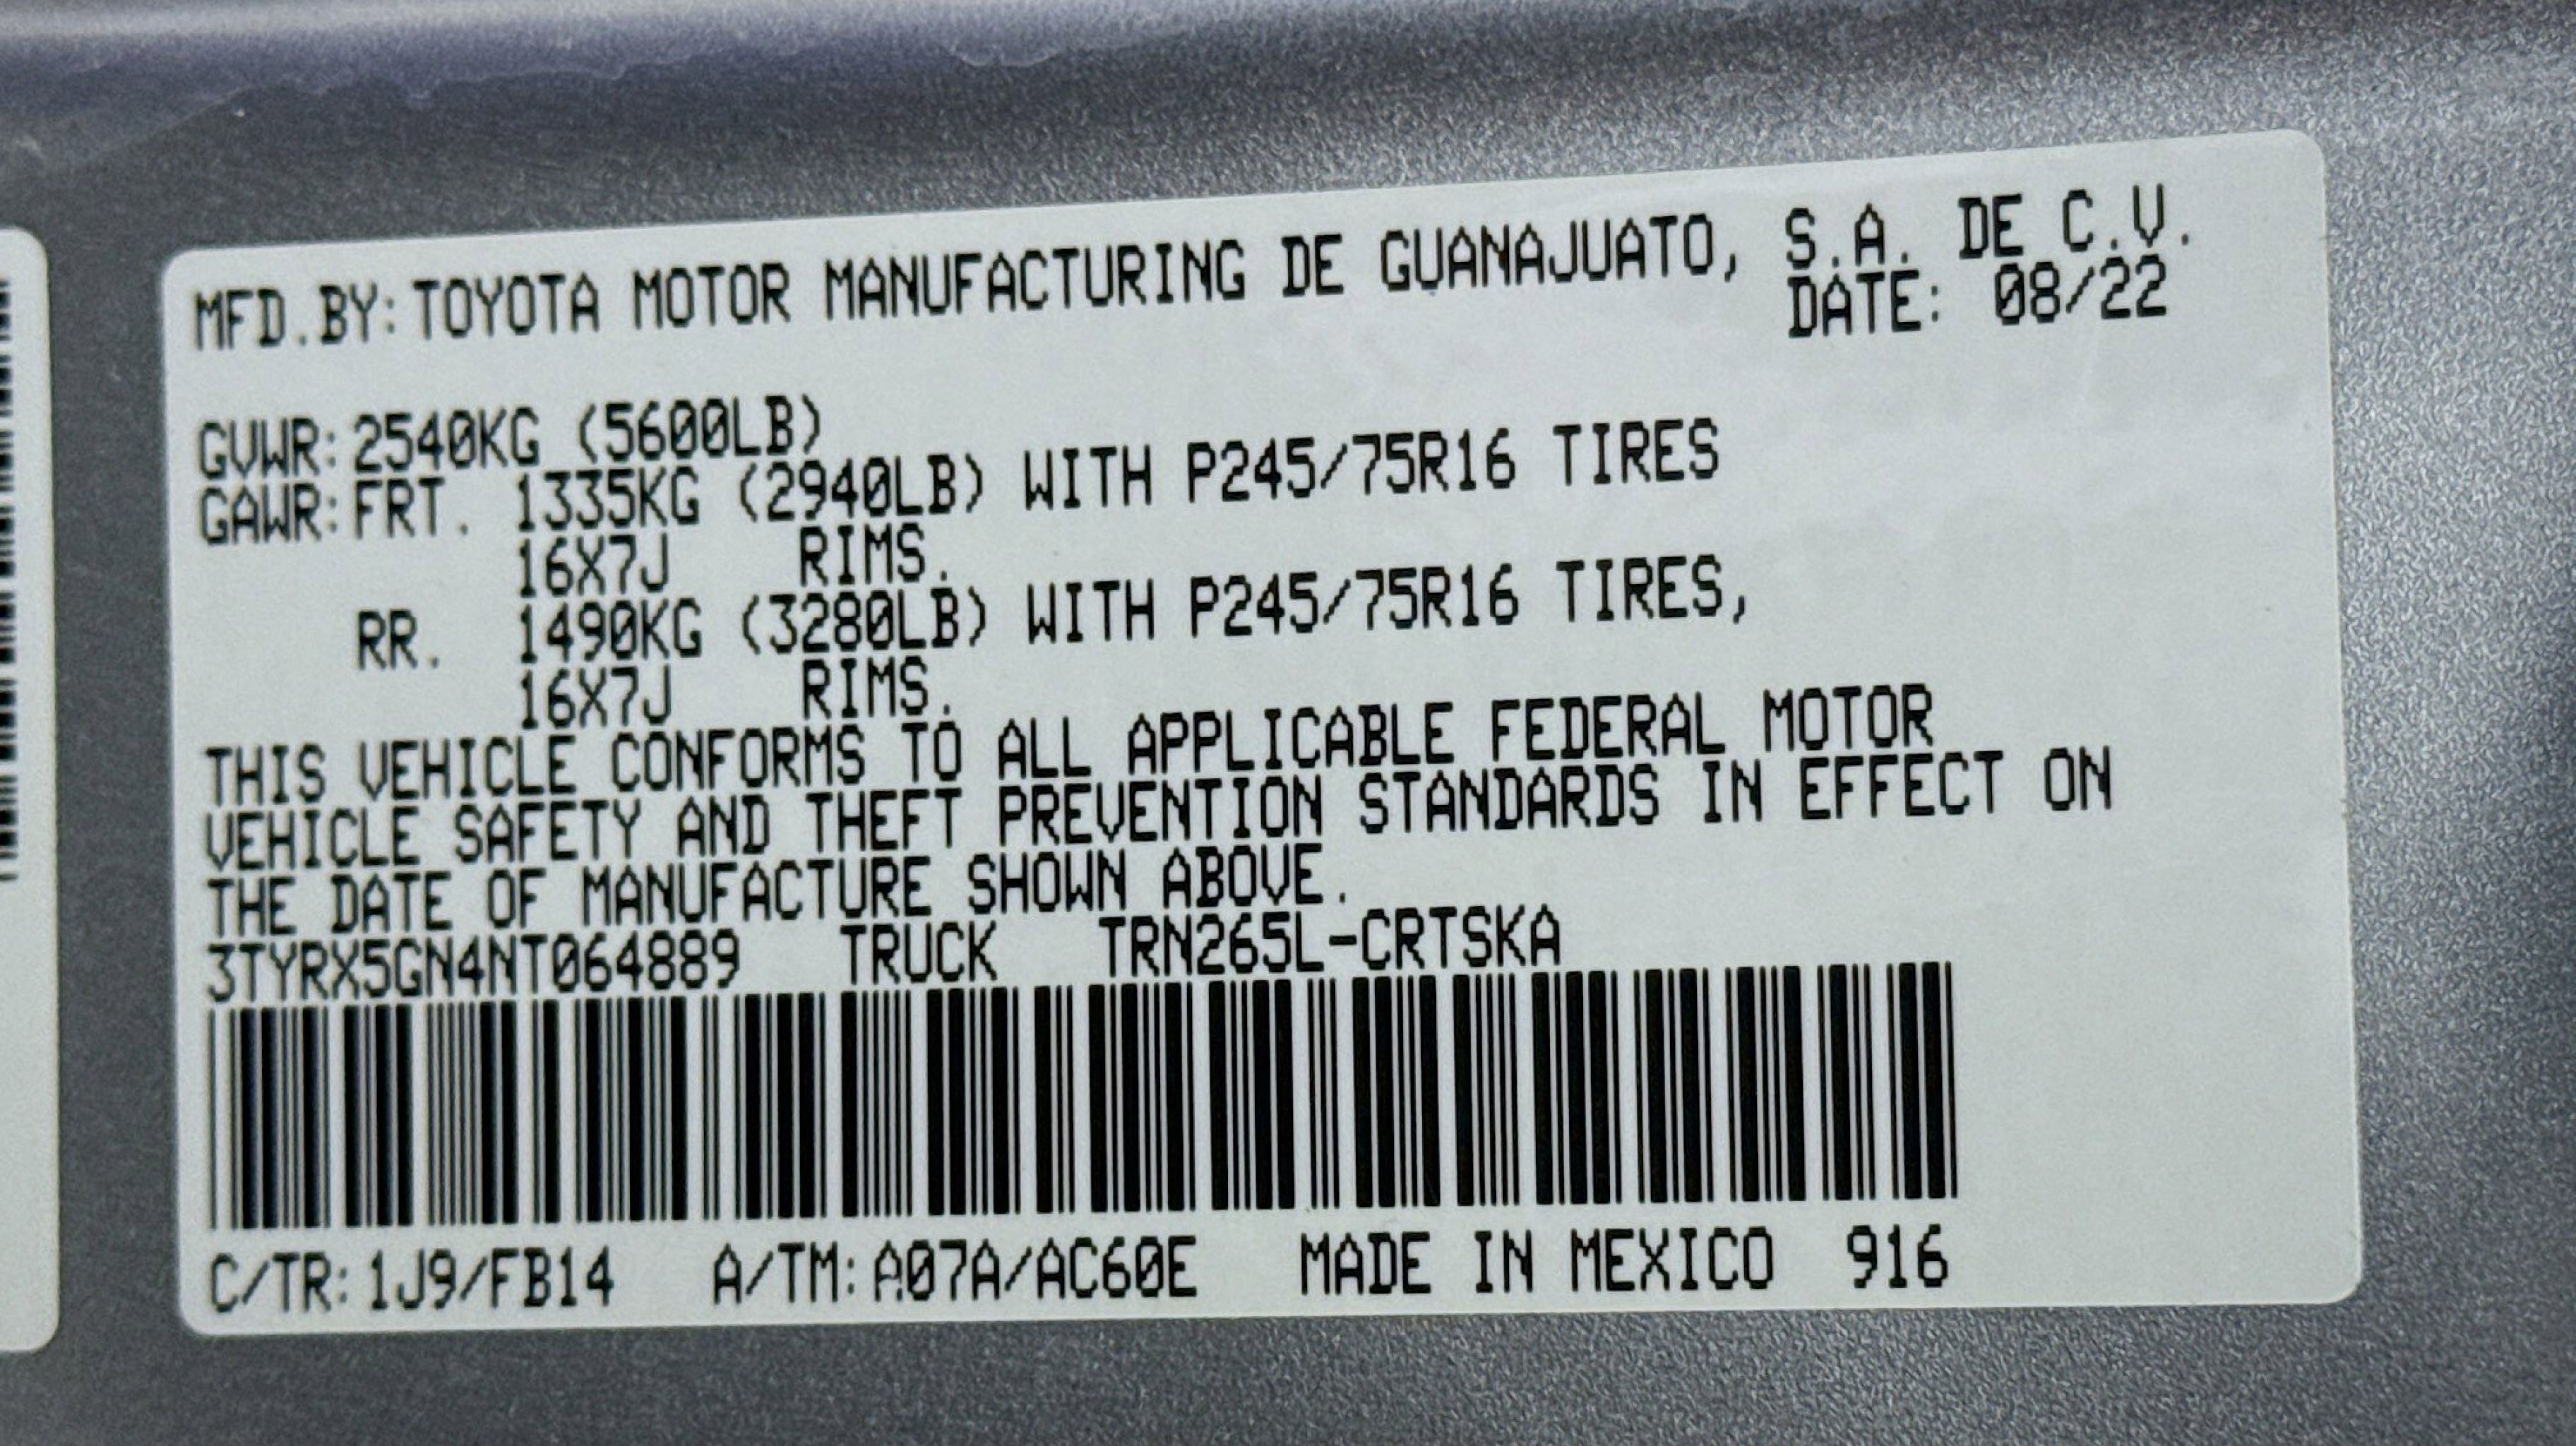 MFD.BY:TOYOTA MOTOR MANUFACTURING DE GUANAJUATO, S.A. DE C.V.
DATE: 08/22
GVWR:2540KG (5600LB)
GAWR:FRT. 1335KG (2940LB) WITH P245/75R16 TIRES
16X7J RIMS.
RR. 1490KG (3280LB) WITH P245/75R16 TIRES,
16X7J RIMS.
THIS VEHICLE CONFORMS TO ALL APPLICABLE FEDERAL MOTOR
VEHICLE SAFETY AND THEFT PREVENTION STANDARDS IN EFFECT ON
THE DATE OF MANUFACTURE SHOWN ABOVE.
3TYRX5GN4NT064889 TRUCK TRN265L-CRTSKA
C/TR:1J9/FB14 A/TM:A07A/AC60E MADE IN MEXICO 916